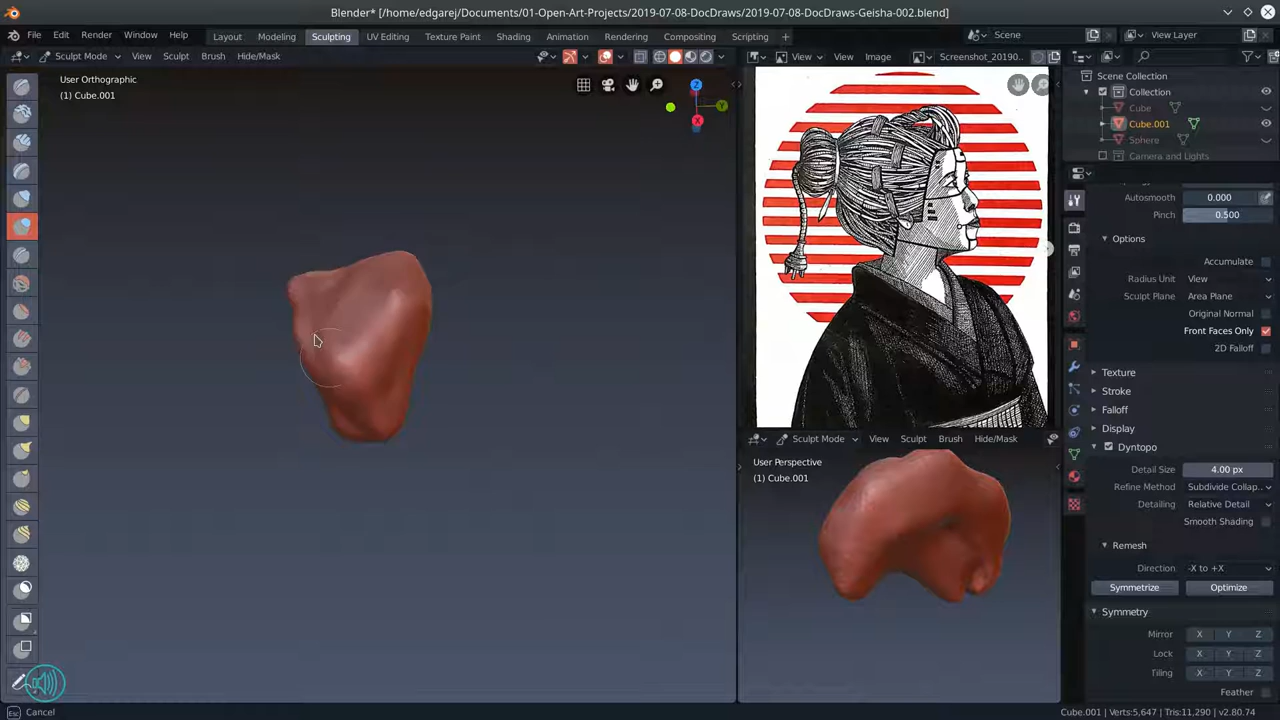 Blender* [/home/edgarej/Documents/01-Open-Art-Projects/2019-07-08-DocDraws/2019-07-08-DocDraws-Geisha-002.blend]
File Edit Render Window Help Layout Modeling Sculpting UV Editing Texture Paint Shading Animation Rendering Compositing Scripting + Scene View Layer
Sculpt Mode View Sculpt Brush Hide/Mask View View Image Screenshot_20190..
User Orthographic
(1) Cube.001
Z
Y
X
Scene Collection
Collection
Cube
Cube.001
Sphere
Camera and Lights
Autosmooth 0.000
Pinch 0.500
Options
Accumulate
Radius Unit View
Sculpt Plane Area Plane
Original Normal
Front Faces Only
2D Falloff
Texture
Stroke
Falloff
Display
Dyntopo
Detail Size 4.00 px
Refine Method Subdivide Collap..
Detailing Relative Detail
Smooth Shading
Remesh
Direction -X to +X
Symmetrize Optimize
Symmetry
Mirror X Y Z
Lock X Y Z
Tiling X Y Z
Feather
Sculpt Mode View Sculpt Brush Hide/Mask
User Perspective
(1) Cube.001
Esc Cancel
Cube.001 | Verts:5,647 | Tris:11,290 | v2.80.74